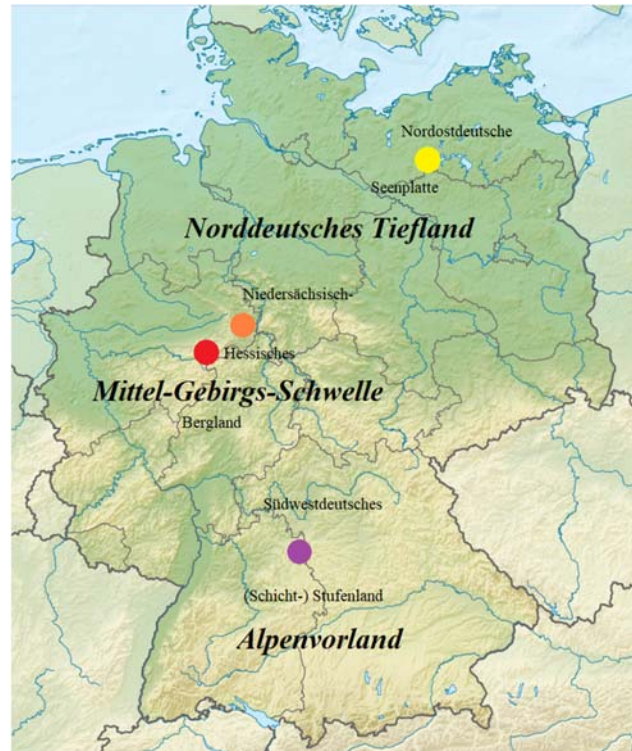 Nordostdeutsche
Seenplatte
Norddeutsches Tiefland
Niedersächsisch-
Hessisches
Mittel-Gebirgs-Schwelle
Bergland
Südwestdeutsches
(Schicht-) Stufenland
Alpenvorland